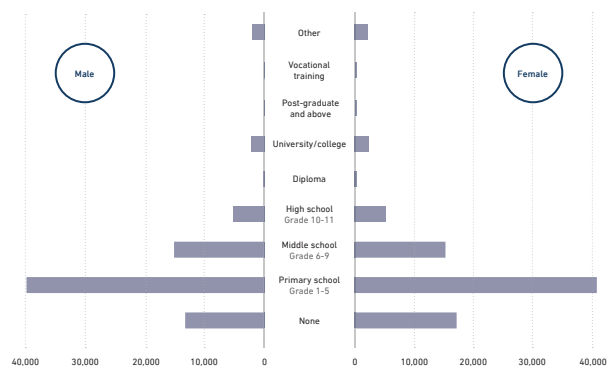 Other
Male
Female
Vocational
training
Post-graduate
and above
University/college
Diploma
High school
Grade 10-11
Middle school
Grade 6-9
Primary school
Grade 1-5
None
40,000 30,000 20,000 10,000 0 0 10,000 20,000 30,000 40,000